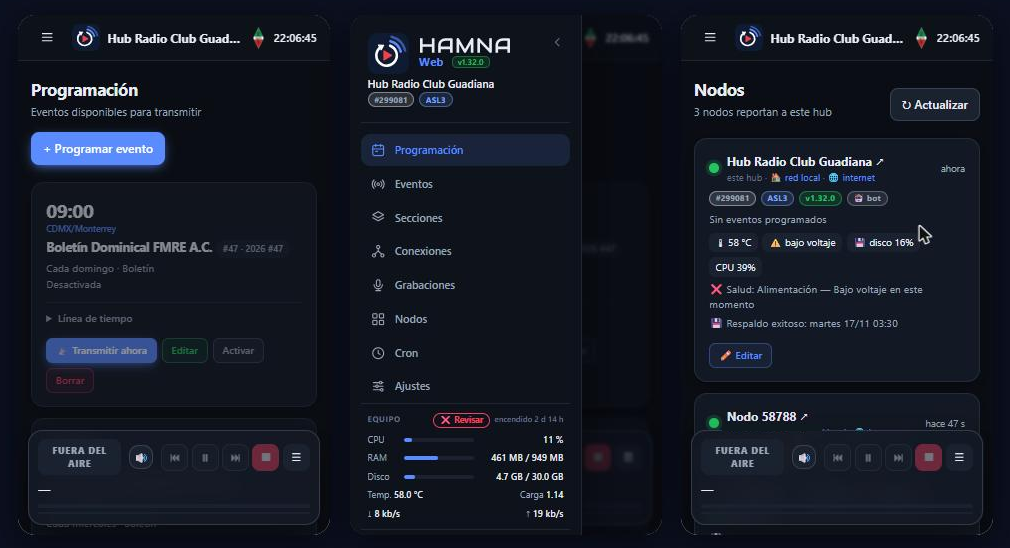 Hub Radio Club Guad... 22:06:45
Programación
Eventos disponibles para transmitir
+ Programar evento
09:00
CDMX/Monterrey
Boletín Dominical FMRE A.C. #47 · 2026 #47
Cada domingo · Boletín
Desactivada
Línea de tiempo
Transmitir ahora Editar Activar
Borrar
FUERA DEL
AIRE
—
HAMNA
Web v1.32.0
Hub Radio Club Guadiana
#299081 ASL3
Programación
Eventos
Secciones
Conexiones
Grabaciones
Nodos
Cron
Ajustes
EQUIPO ❌ Revisar encendido 2 d 14 h
CPU 11 %
RAM 461 MB / 949 MB
Disco 4.7 GB / 30.0 GB
Temp. 58.0 °C Carga 1.14
↓ 8 kb/s ↑ 19 kb/s
Hub Radio Club Guad... 22:06:45
Nodos
3 nodos reportan a este hub
↻ Actualizar
Hub Radio Club Guadiana ↗ ahora
este hub · red local · internet
#299081 ASL3 v1.32.0 bot
Sin eventos programados
58 °C bajo voltaje disco 16%
CPU 39%
❌ Salud: Alimentación — Bajo voltaje en este
momento
Respaldo exitoso: martes 17/11 03:30
Editar
Nodo 58788 ↗ hace 47 s
FUERA DEL
AIRE
—